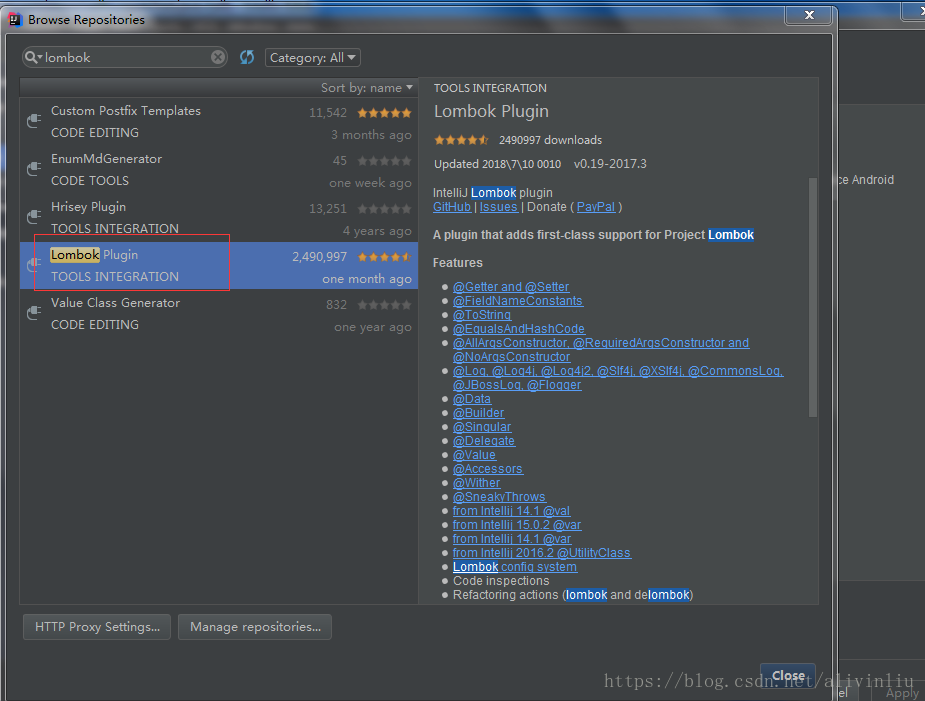 Browse Repositories
lombok
Category: All
Sort by: name
Custom Postfix Templates 11,542
CODE EDITING 3 months ago
EnumMdGenerator 45
CODE TOOLS one week ago
Hrisey Plugin 13,251
TOOLS INTEGRATION 4 years ago
Lombok Plugin 2,490,997
TOOLS INTEGRATION one month ago
Value Class Generator 832
CODE EDITING one year ago
TOOLS INTEGRATION
Lombok Plugin
2490997 downloads
Updated 2018\7\10 0010 v0.19-2017.3
IntelliJ Lombok plugin
GitHub | Issues | Donate ( PayPal )
A plugin that adds first-class support for Project Lombok
Features
@Getter and @Setter
@FieldNameConstants
@ToString
@EqualsAndHashCode
@AllArgsConstructor, @RequiredArgsConstructor and
@NoArgsConstructor
@Log, @Log4j, @Log4j2, @Slf4j, @XSlf4j, @CommonsLog,
@JBossLog, @Flogger
@Data
@Builder
@Singular
@Delegate
@Value
@Accessors
@Wither
@SneakyThrows
from Intellij 14.1 @val
from Intellij 15.0.2 @var
from Intellij 14.1 @var
from Intellij 2016.2 @UtilityClass
Lombok config system
Code inspections
Refactoring actions (lombok and delombok)
HTTP Proxy Settings...
Manage repositories...
Close
ce Android
el
Apply
https://blog.csdn.net/alivinliu